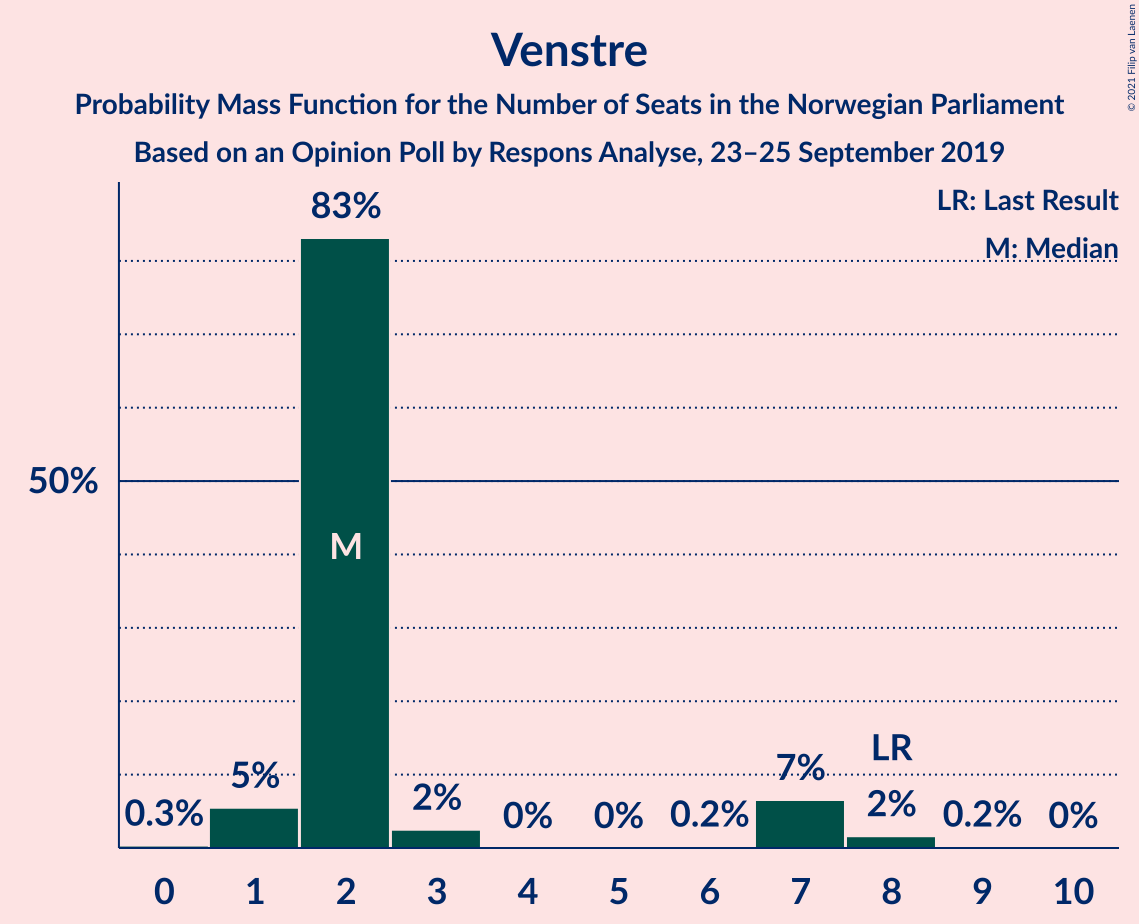 Venstre
Probability Mass Function for the Number of Seats in the Norwegian Parliament
Based on an Opinion Poll by Respons Analyse, 23–25 September 2019
© 2021 Filip van Laenen
LR: Last Result
M: Median
83%
50%
M
LR
0.3%
5%
2%
0%
0%
0.2%
7%
2%
0.2%
0%
0 1 2 3 4 5 6 7 8 9 10